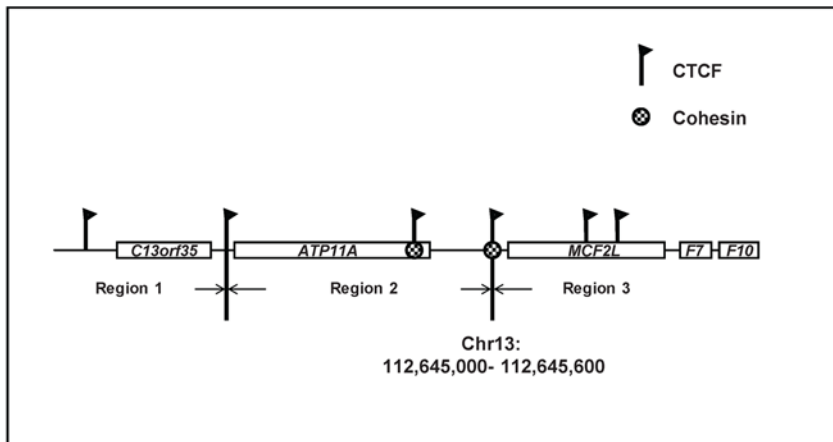 CTCF
Cohesin
C13orf35 ATP11A MCF2L F7 F10
Region 1 Region 2 Region 3
Chr13:
112,645,000- 112,645,600